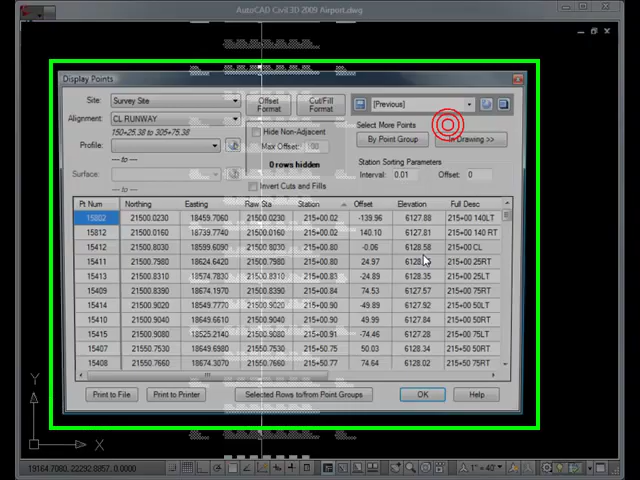 AutoCAD Civil 3D 2009 Airport.dwg
Display Points
Site: Survey Site
Offset Format
Cut/Fill Format
[Previous]
Alignment: CL RUNWAY
150+25.38 to 305+75.38
Select More Points
Hide Non-Adjacent
By Point Group
In Drawing >>
Profile:
Max Offset:
--- to ---
0 rows hidden
Station Sorting Parameters
Surface:
Interval: 0.01 Offset: 0
--- to ---
Invert Cuts and Fills
Pt Num Northing Easting Raw Sta Station Offset Elevation Full Desc
15802 21500.0230 18459.7060 21500.0230 215+00.02 -139.96 6127.88 215+00 140LT
15812 21500.0160 18739.7740 21500.0160 215+00.02 140.10 6127.81 215+00 140 RT
15412 21500.8030 18599.6090 21500.8030 215+00.80 -0.06 6128.58 215+00 CL
15411 21500.7980 18624.6420 21500.7980 215+00.80 24.97 6128. 215+00 25RT
15413 21500.8310 18574.7830 21500.8310 215+00.83 -24.89 6128.35 215+00 25LT
15409 21500.8390 18674.1970 21500.8390 215+00.84 74.53 6127.57 215+00 75RT
15414 21500.9020 18549.7770 21500.9020 215+00.90 -49.89 6127.92 215+00 50LT
15410 21500.9040 18649.6610 21500.9040 215+00.90 49.99 6127.84 215+00 50RT
15415 21500.9080 18525.2140 21500.9080 215+00.91 -74.46 6127.28 215+00 75LT
15407 21550.7530 18649.6980 21550.7530 215+50.75 50.03 6128.34 215+50 50RT
15408 21550.7660 18674.3070 21550.7660 215+50.77 74.64 6128.02 215+50 75RT
Print to File
Print to Printer
Selected Rows to/from Point Groups
OK
Help
Y
X
19164.7080, 22292.8957, 0.0000
1" = 40'